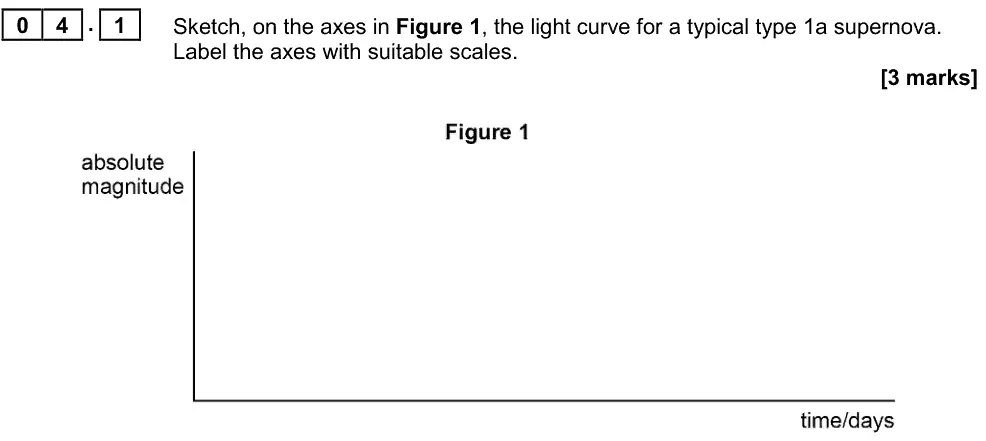 0 4 . 1 Sketch, on the axes in Figure 1, the light curve for a typical type 1a supernova.
Label the axes with suitable scales.
[3 marks]
Figure 1
absolute
magnitude
time/days